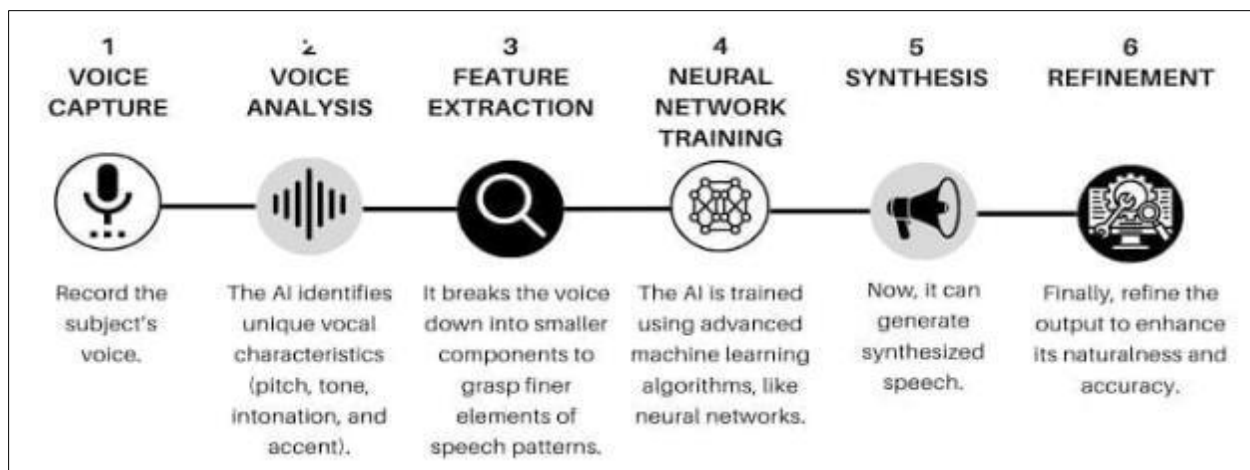 1
VOICE
CAPTURE
Record the
subject's
voice.
2
VOICE
ANALYSIS
The AI identifies
unique vocal
characteristics
(pitch, tone,
intonation, and
accent).
3
FEATURE
EXTRACTION
It breaks the voice
down into smaller
components to
grasp finer
elements of
speech patterns.
4
NEURAL
NETWORK
TRAINING
The AI is trained
using advanced
machine learning
algorithms, like
neural networks.
5
SYNTHESIS
Now, it can
generate
synthesized
speech.
6
REFINEMENT
Finally, refine the
output to enhance
its naturalness and
accuracy.